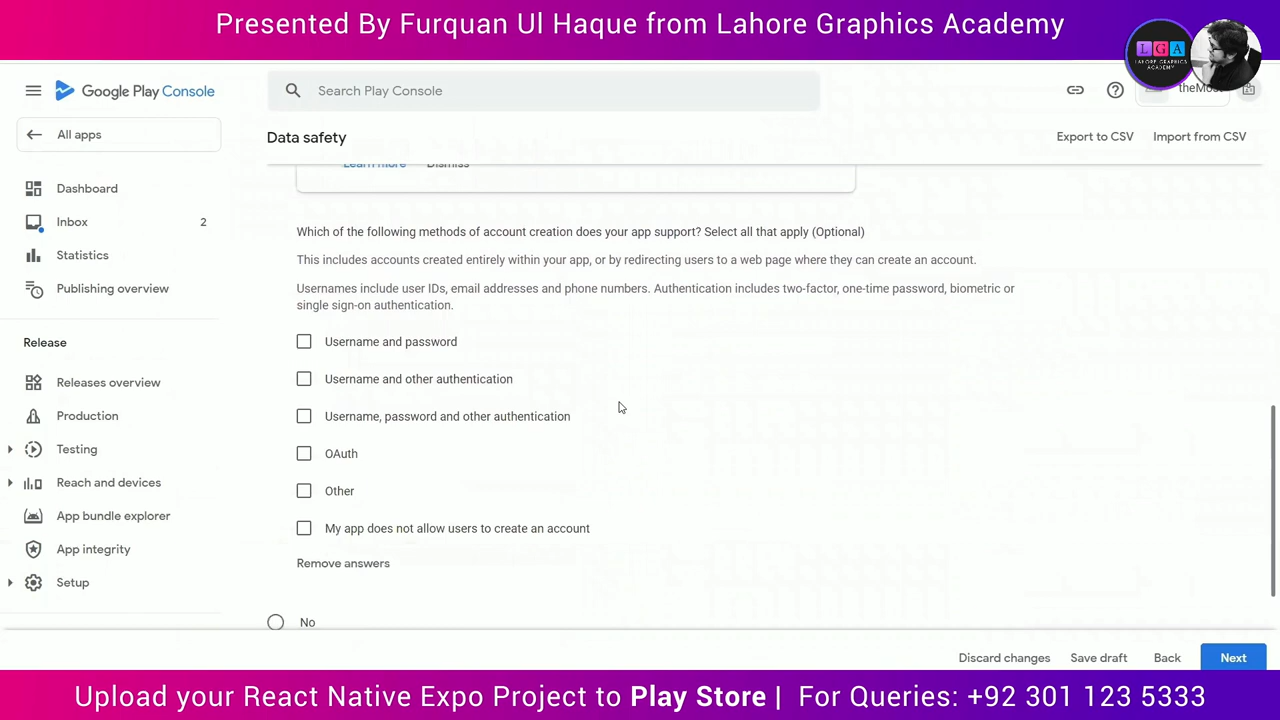 Presented By Furquan Ul Haque from Lahore Graphics Academy
LGA
LAHORE GRAPHICS
ACADEMY
Google Play Console
Search Play Console
All apps
Data safety
Export to CSV
Import from CSV
Learn more
Dismiss
Dashboard
Inbox
2
Statistics
Publishing overview
Release
Releases overview
Production
Testing
Reach and devices
App bundle explorer
App integrity
Setup
Which of the following methods of account creation does your app support? Select all that apply (Optional)
This includes accounts created entirely within your app, or by redirecting users to a web page where they can create an account.
Usernames include user IDs, email addresses and phone numbers. Authentication includes two-factor, one-time password, biometric or
single sign-on authentication.
Username and password
Username and other authentication
Username, password and other authentication
OAuth
Other
My app does not allow users to create an account
Remove answers
No
Discard changes
Save draft
Back
Next
Upload your React Native Expo Project to Play Store | For Queries: +92 301 123 5333